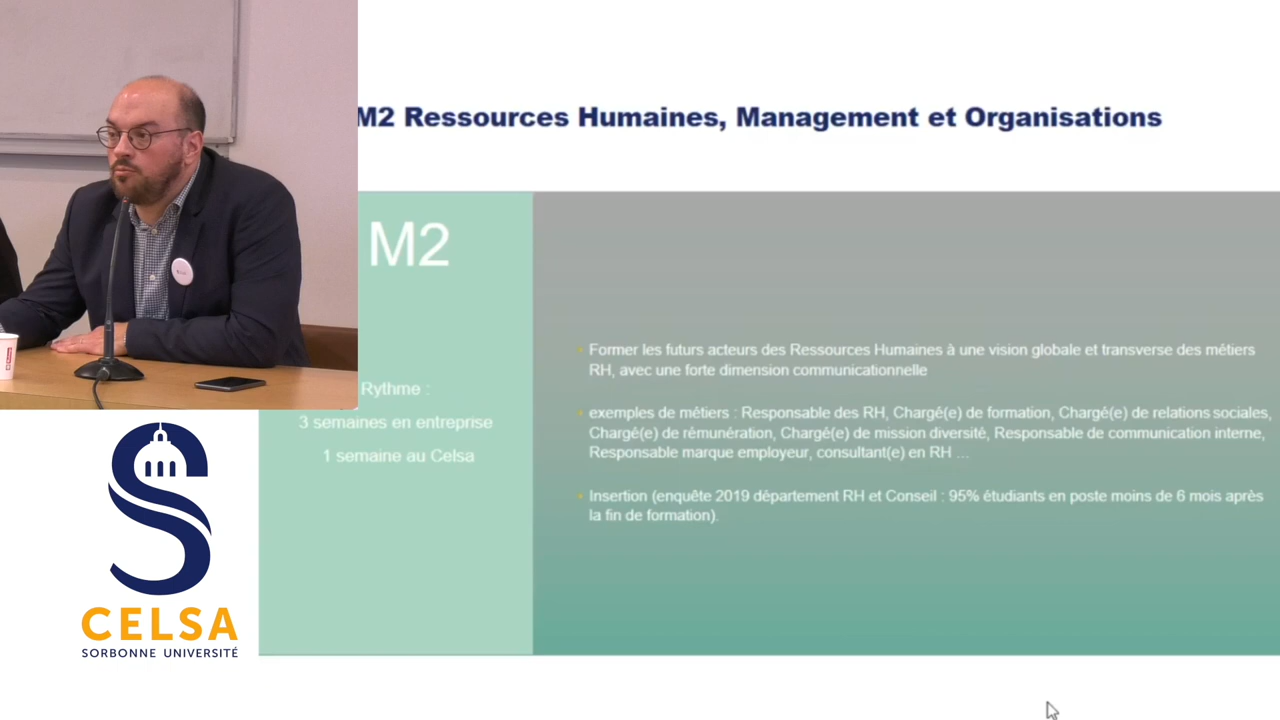 M2 Ressources Humaines, Management et Organisations
M2
Rythme :
3 semaines en entreprise
1 semaine au Celsa
Former les futurs acteurs des Ressources Humaines à une vision globale et transverse des métiers
RH, avec une forte dimension communicationnelle
exemples de métiers : Responsable des RH, Chargé(e) de formation, Chargé(e) de relations sociales,
Chargé(e) de rémunération, Chargé(e) de mission diversité, Responsable de communication interne,
Responsable marque employeur, consultant(e) en RH ...
Insertion (enquête 2019 département RH et Conseil : 95% étudiants en poste moins de 6 mois après
la fin de formation).
CELSA
SORBONNE UNIVERSITÉ